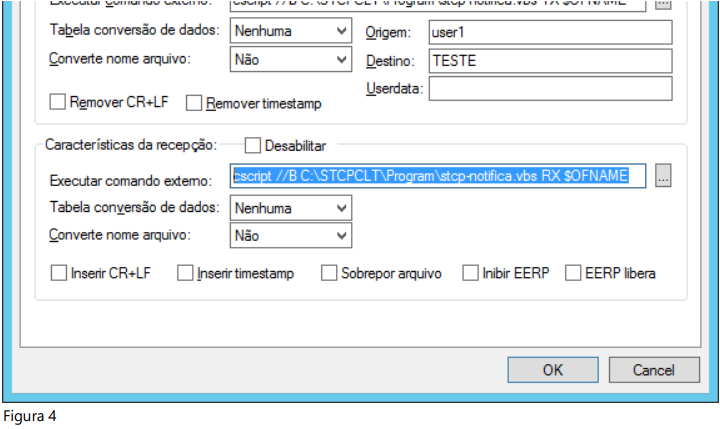 Executar comando externo: cscript //B C:\STCPCLT\Program\stcp-notifica.vbs TX $OFNAME ...
Tabela conversão de dados: Nenhuma Origem: user1
Converte nome arquivo: Não Destino: TESTE
Userdata:
Remover CR+LF Remover timestamp
Características da recepção: Desabilitar
Executar comando externo: cscript //B C:\STCPCLT\Program\stcp-notifica.vbs RX $OFNAME ...
Tabela conversão de dados: Nenhuma
Converte nome arquivo: Não
Inserir CR+LF Inserir timestamp Sobrepor arquivo Inibir EERP EERP libera
OK Cancel
Figura 4